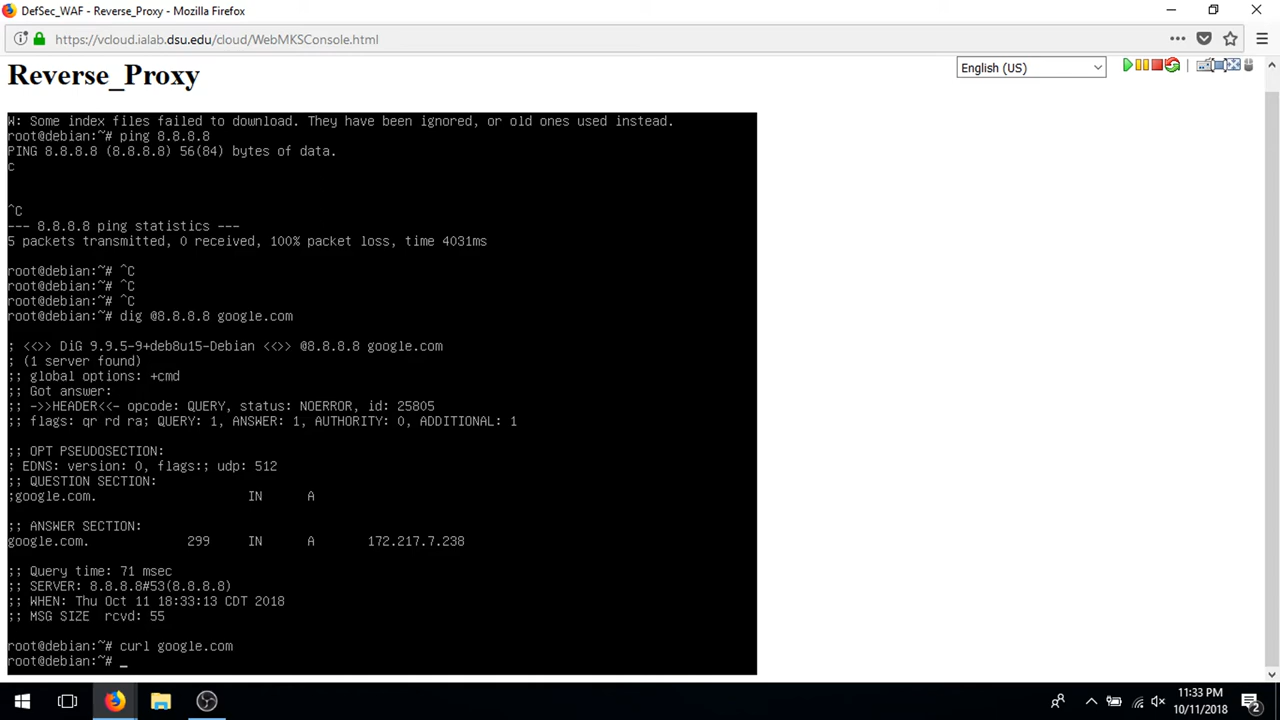 DefSec_WAF - Reverse_Proxy - Mozilla Firefox
https://vcloud.ialab.dsu.edu/cloud/WebMKSConsole.html
Reverse_Proxy
English (US)
W: Some index files failed to download. They have been ignored, or old ones used instead.
root@debian:~# ping 8.8.8.8
PING 8.8.8.8 (8.8.8.8) 56(84) bytes of data.
c
^C
--- 8.8.8.8 ping statistics ---
5 packets transmitted, 0 received, 100% packet loss, time 4031ms
root@debian:~# ^C
root@debian:~# ^C
root@debian:~# ^C
root@debian:~# dig @8.8.8.8 google.com
; <<>> DiG 9.9.5-9+deb8u15-Debian <<>> @8.8.8.8 google.com
; (1 server found)
;; global options: +cmd
;; Got answer:
;; ->>HEADER<<- opcode: QUERY, status: NOERROR, id: 25805
;; flags: qr rd ra; QUERY: 1, ANSWER: 1, AUTHORITY: 0, ADDITIONAL: 1
;; OPT PSEUDOSECTION:
; EDNS: version: 0, flags:; udp: 512
;; QUESTION SECTION:
;google.com. IN A
;; ANSWER SECTION:
google.com. 299 IN A 172.217.7.238
;; Query time: 71 msec
;; SERVER: 8.8.8.8#53(8.8.8.8)
;; WHEN: Thu Oct 11 18:33:13 CDT 2018
;; MSG SIZE rcvd: 55
root@debian:~# curl google.com
root@debian:~# _
11:33 PM
10/11/2018
2